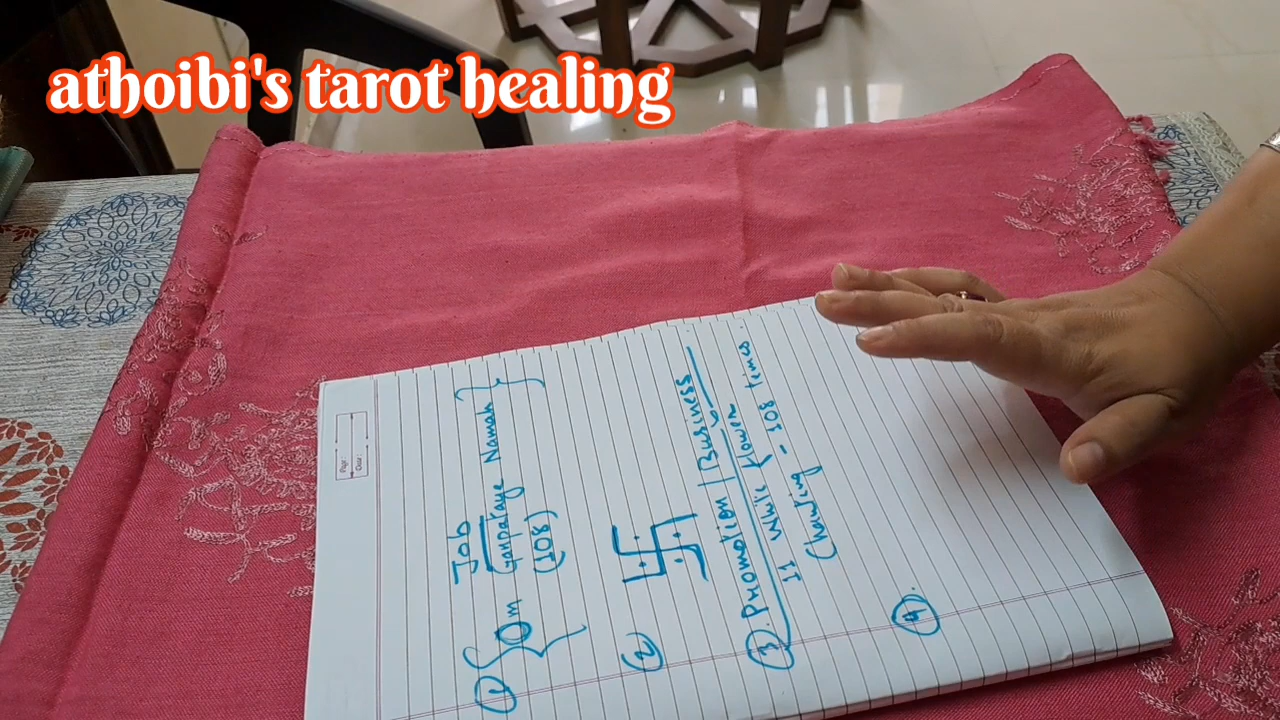 athoibi's tarot healing
Page:
Date:
Job
1) { Om Ganpataye Namah }
(108)
2) 卐
3). Promotion | Business
11 White flower
Chanting - 108 times.
4).